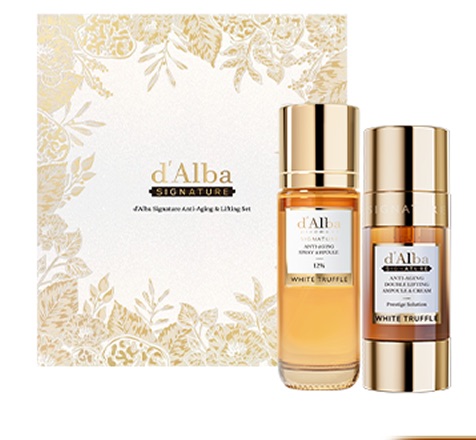 d'Alba
SIGNATURE
d'Alba Signature Anti-Aging & Lifting Set
d'Alba
SIGNATURE
ANTI-AGING
SPRAY AMPOULE
12%
WHITE TRUFFLE
SIGNATURE
d'Alba
SIGNATURE
ANTI-AGING
DOUBLE LIFTING
AMPOULE & CREAM
Prestige Solution
WHITE TRUFFLE